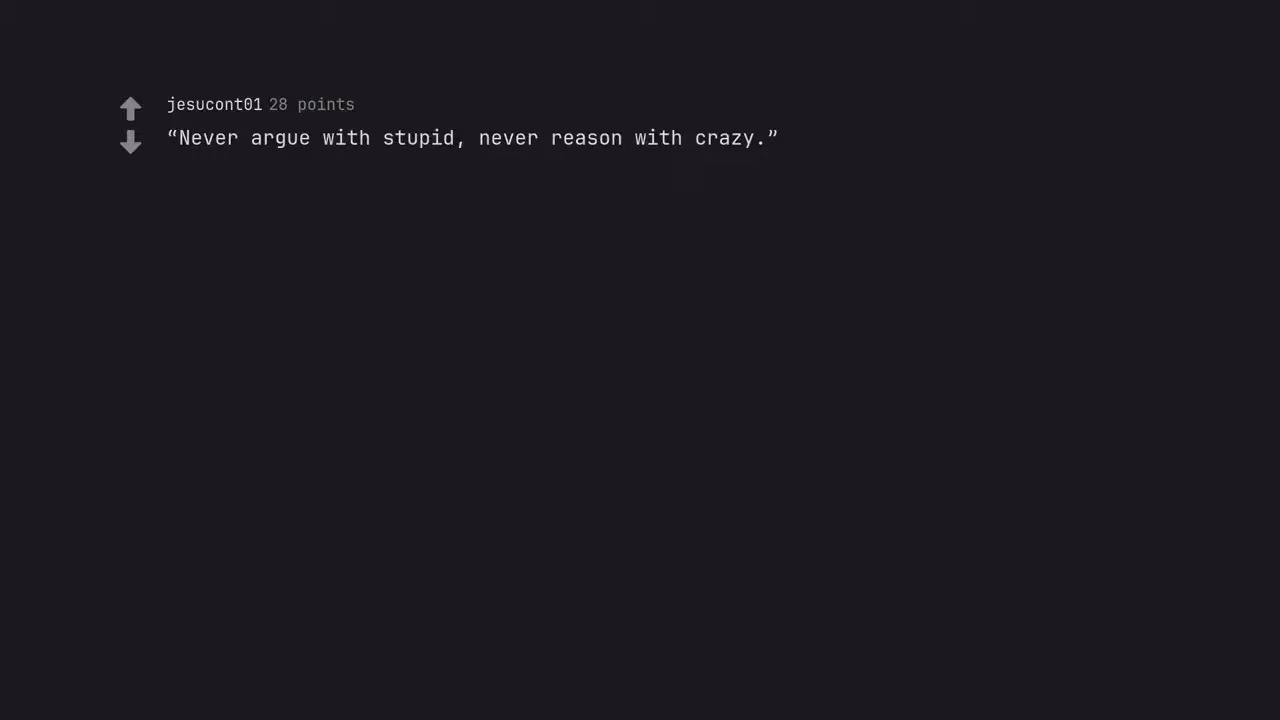 jesucont01 28 points
“Never argue with stupid, never reason with crazy.”